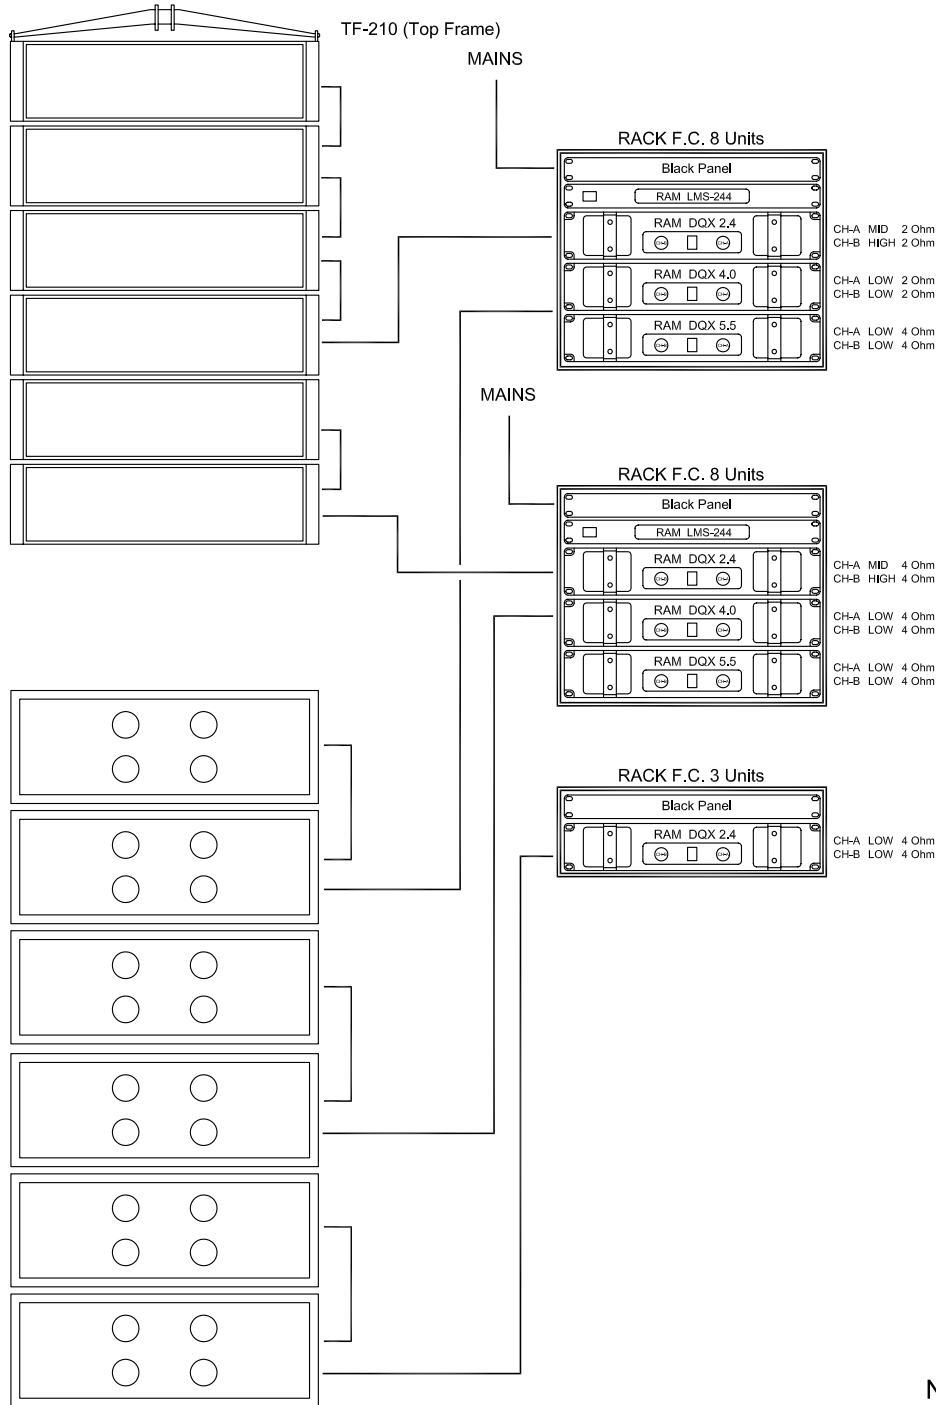 TF-210 (Top Frame)
MAINS
RACK F.C. 8 Units
Black Panel
RAM LMS-244
RAM DQX 2.4
CH-A MID 2 Ohm
CH-B HIGH 2 Ohm
RAM DQX 4.0
CH-A LOW 2 Ohm
CH-B LOW 2 Ohm
RAM DQX 5.5
CH-A LOW 4 Ohm
CH-B LOW 4 Ohm
MAINS
RACK F.C. 8 Units
Black Panel
RAM LMS-244
RAM DQX 2.4
CH-A MID 4 Ohm
CH-B HIGH 4 Ohm
RAM DQX 4.0
CH-A LOW 4 Ohm
CH-B LOW 4 Ohm
RAM DQX 5.5
CH-A LOW 4 Ohm
CH-B LOW 4 Ohm
RACK F.C. 3 Units
Black Panel
RAM DQX 2.4
CH-A LOW 4 Ohm
CH-B LOW 4 Ohm